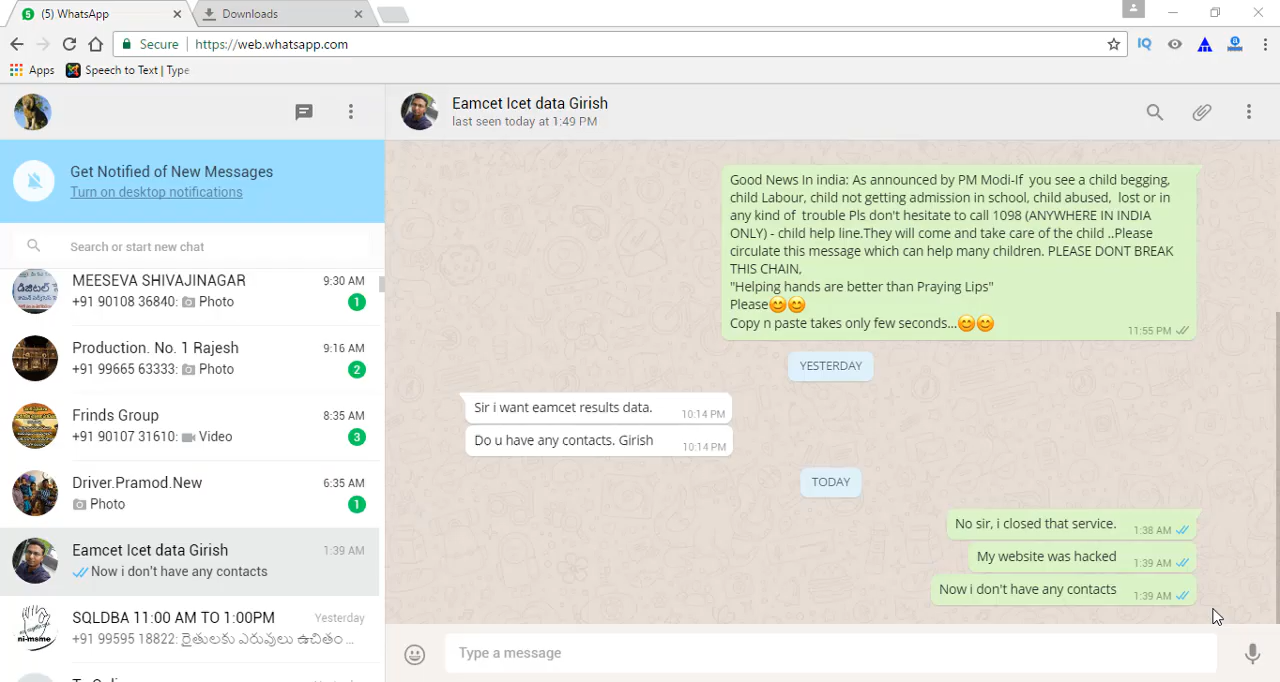 (5) WhatsApp
Downloads
Secure
https://web.whatsapp.com
IQ
Apps
Speech to Text | Type
Eamcet Icet data Girish
last seen today at 1:49 PM
Get Notified of New Messages
Turn on desktop notifications
Search or start new chat
MEESEVA SHIVAJINAGAR
9:30 AM
+91 90108 36840: Photo
1
Production. No. 1 Rajesh
9:16 AM
+91 99665 63333: Photo
2
Frinds Group
8:35 AM
+91 90107 31610: Video
3
Driver.Pramod.New
6:35 AM
Photo
1
Eamcet Icet data Girish
1:39 AM
Now i don't have any contacts
SQLDBA 11:00 AM TO 1:00PM
Yesterday
ni-msme
+91 99595 18822: రైతులకు ఎరువులు ఉచితం ...
Good News In india: As announced by PM Modi-If you see a child begging,
child Labour, child not getting admission in school, child abused, lost or in
any kind of trouble Pls don't hesitate to call 1098 (ANYWHERE IN INDIA
ONLY) - child help line.They will come and take care of the child ..Please
circulate this message which can help many children. PLEASE DONT BREAK
THIS CHAIN,
"Helping hands are better than Praying Lips"
Please😊😊
Copy n paste takes only few seconds...😊😊
11:55 PM
YESTERDAY
Sir i want eamcet results data.
10:14 PM
Do u have any contacts. Girish
10:14 PM
TODAY
No sir, i closed that service.
1:38 AM
My website was hacked
1:39 AM
Now i don't have any contacts
1:39 AM
Type a message